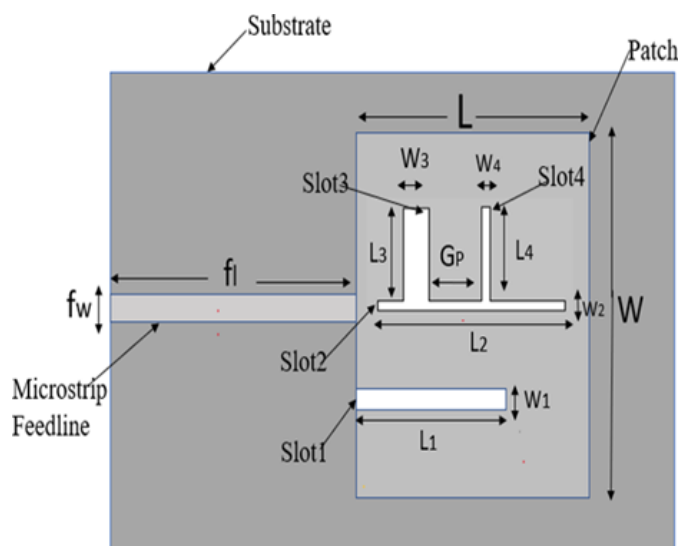 Substrate
Patch
L
W3
W4
Slot3
Slot4
L3
GP
L4
fl
fw
W2
W
L2
Slot2
Microstrip
Feedline
W1
L1
Slot1